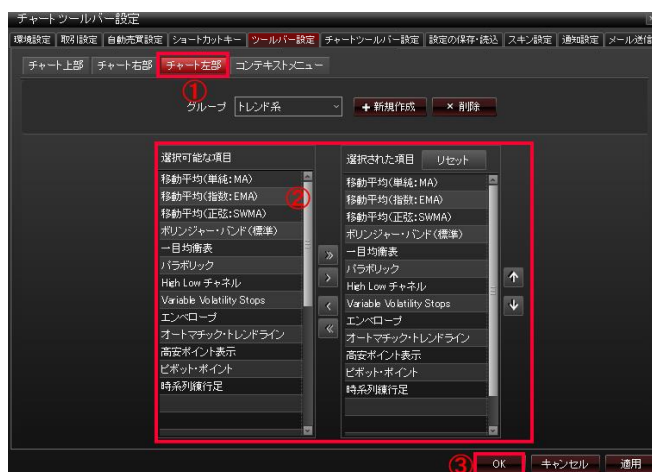 チャートツールバー設定
環境設定 取引設定 自動売買設定 ショートカットキー ツールバー設定 チャートツールバー設定 設定の保存・読込 スキン設定 通知設定 メール送信
チャート上部 チャート右部 チャート左部 コンテキストメニュー
①
グループ トレンド系 +新規作成 ×削除
選択可能な項目
移動平均(単純:MA)
移動平均(指数:EMA)
②
移動平均(正弦:SWMA)
ボリンジャー・バンド(標準)
一目均衡表
パラボリック
High Low チャネル
Variable Volatility Stops
エンベロープ
オートマチック・トレンドライン
高安ポイント表示
ピボット・ポイント
時系列練行足
選択された項目 リセット
移動平均(単純:MA)
移動平均(指数:EMA)
移動平均(正弦:SWMA)
ボリンジャー・バンド(標準)
一目均衡表
パラボリック
High Low チャネル
Variable Volatility Stops
エンベロープ
オートマチック・トレンドライン
高安ポイント表示
ピボット・ポイント
時系列練行足
③ OK キャンセル 適用